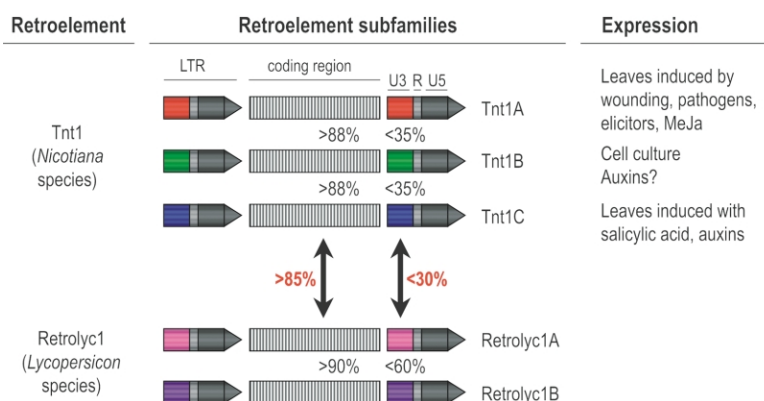 Retroelement Retroelement subfamilies Expression
LTR coding region
U3 R U5
Tnt1
(Nicotiana
species)
Tnt1A
>88% <35%
Tnt1B
>88% <35%
Tnt1C
Leaves induced by
wounding, pathogens,
elicitors, MeJa
Cell culture
Auxins?
Leaves induced with
salicylic acid, auxins
>85% <30%
Retrolyc1
(Lycopersicon
species)
Retrolyc1A
>90% <60%
Retrolyc1B